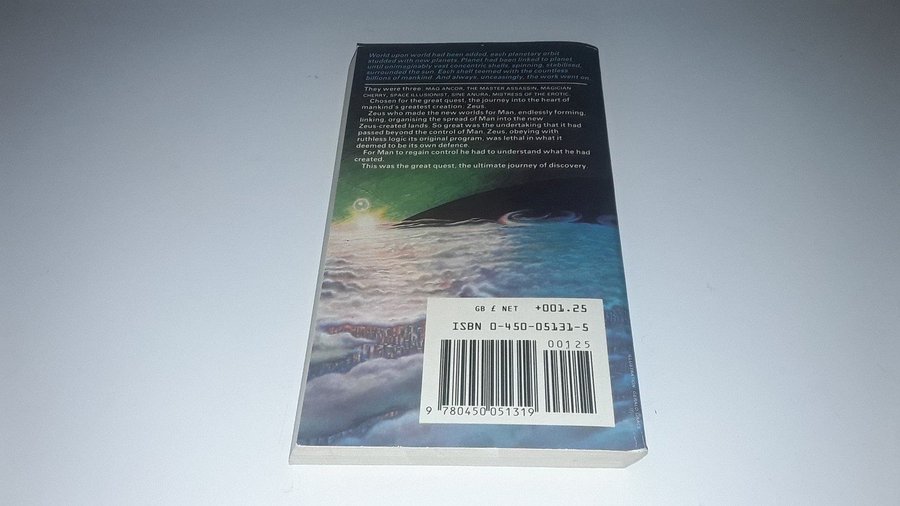 World upon world had been added, each planetary orbit
studded with new planets. Planet had been linked to planet
until unimaginably vast concentric shells, spinning, stabilised,
surrounded the sun. Each shell teemed with the countless
billions of mankind. And always, unceasingly, the work went on.
They were three. MAQ ANCOR, THE MASTER ASSASSIN, MAGICIAN
CHERRY, SPACE ILLUSIONIST, SINE ANURA, MISTRESS OF THE EROTIC.
Chosen for the great quest, the journey into the heart of
mankind's greatest creation. Zeus.
Zeus who made the new worlds for Man, endlessly forming,
linking, organising the spread of Man into the new
Zeus-created lands. So great was the undertaking that it had
passed beyond the control of Man. Zeus, obeying with
ruthless logic its original program, was lethal in what it
deemed to be its own defence.
For Man to regain control he had to understand what he had
created.
This was the great quest, the ultimate journey of discovery
GB £ NET +001.25
ISBN 0-450-05131-5
00125
9 780450 051319
ILLUSTRATION